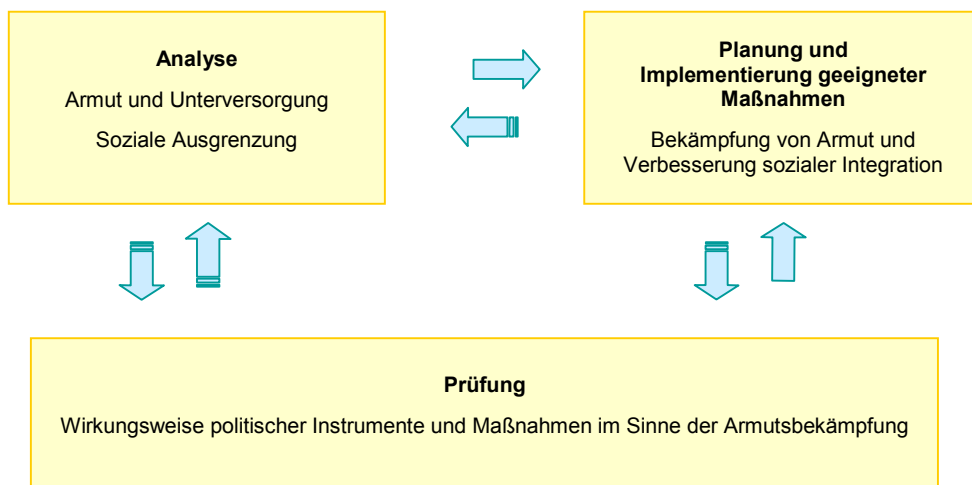 Analyse
Armut und Unterversorgung
Soziale Ausgrenzung
Planung und
Implementierung geeigneter
Maßnahmen
Bekämpfung von Armut und
Verbesserung sozialer Integration
Prüfung
Wirkungsweise politischer Instrumente und Maßnahmen im Sinne der Armutsbekämpfung